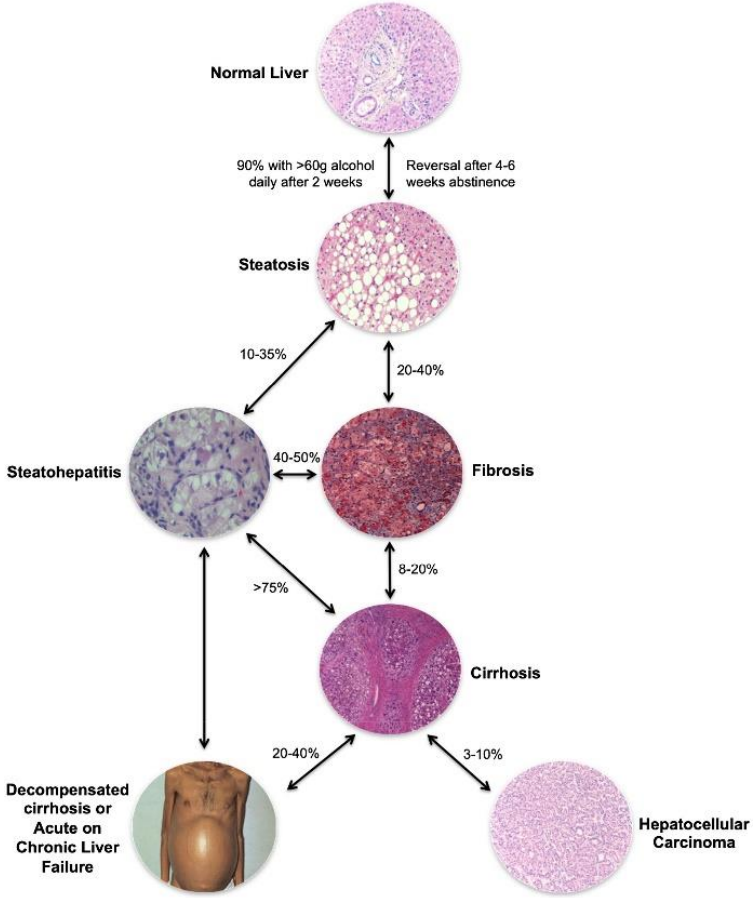 Normal Liver
90% with >60g alcohol
daily after 2 weeks
Reversal after 4-6
weeks abstinence
Steatosis
10-35%
20-40%
Steatohepatitis
40-50%
Fibrosis
>75%
8-20%
Cirrhosis
20-40%
3-10%
Decompensated
cirrhosis or
Acute on
Chronic Liver
Failure
Hepatocellular
Carcinoma